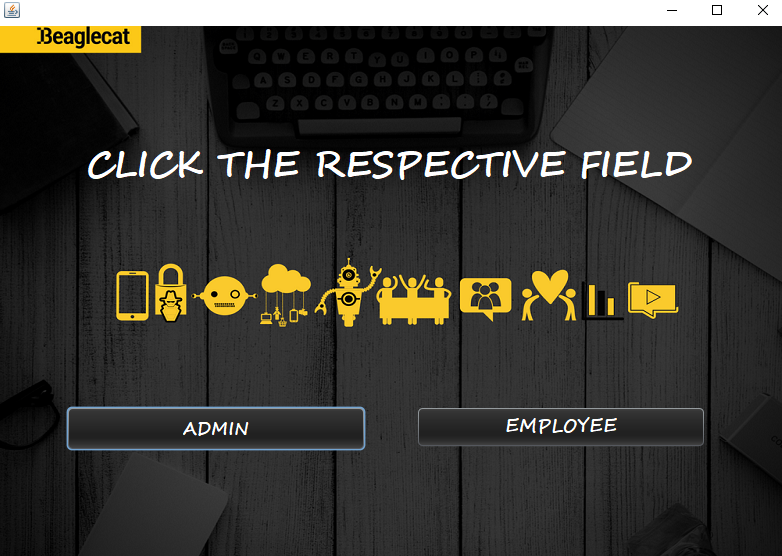 Beaglecat
Q W E R T Y U I O P
A S D F G H J K L
Z X C V B N M
CLICK THE RESPECTIVE FIELD
ADMIN
EMPLOYEE